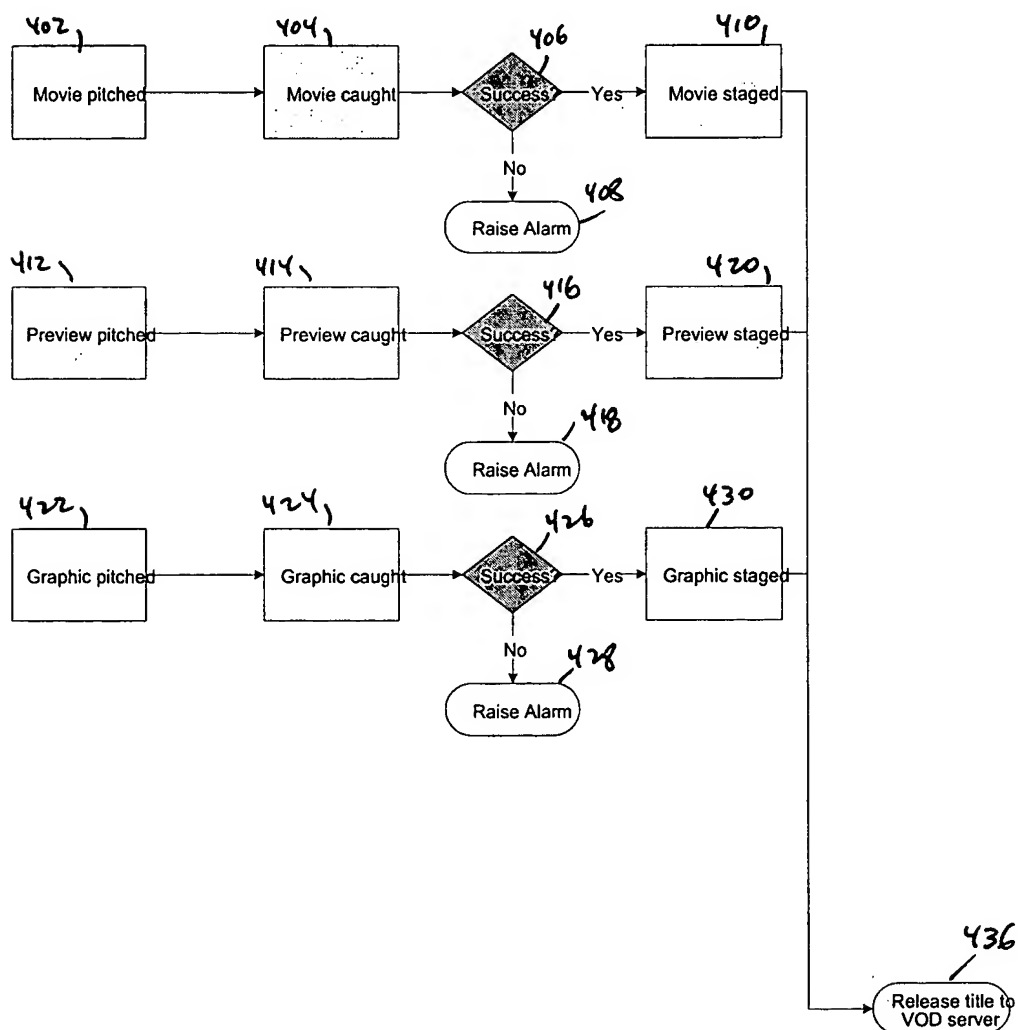 402 404 406 410
Movie pitched Movie caught Success? Yes Movie staged
No
408
Raise Alarm
412 414 416 420
Preview pitched Preview caught Success? Yes Preview staged
No
418
Raise Alarm
422 424 426 430
Graphic pitched Graphic caught Success? Yes Graphic staged
No
428
Raise Alarm
436
Release title to
VOD server